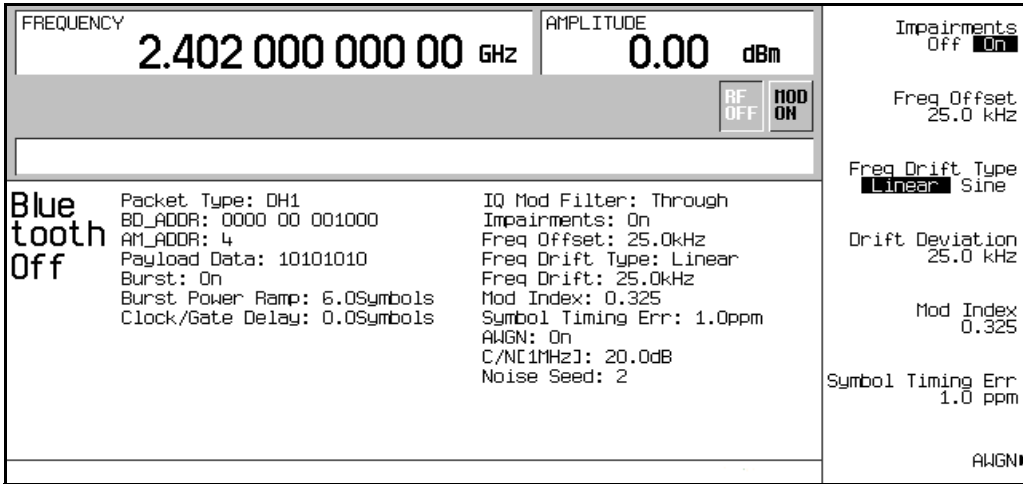 FREQUENCY
2.402 000 000 00 GHz
AMPLITUDE
0.00 dBm
RF
OFF
MOD
ON
Blue
tooth
Off
Packet Type: DH1
BD_ADDR: 0000 00 001000
AM_ADDR: 4
Payload Data: 10101010
Burst: On
Burst Power Ramp: 6.0Symbols
Clock/Gate Delay: 0.0Symbols
IQ Mod Filter: Through
Impairments: On
Freq Offset: 25.0kHz
Freq Drift Type: Linear
Freq Drift: 25.0kHz
Mod Index: 0.325
Symbol Timing Err: 1.0ppm
AWGN: On
C/N[1MHz]: 20.0dB
Noise Seed: 2
Impairments
Off On
Freq Offset
25.0 kHz
Freq Drift Type
Linear Sine
Drift Deviation
25.0 kHz
Mod Index
0.325
Symbol Timing Err
1.0 ppm
AWGN